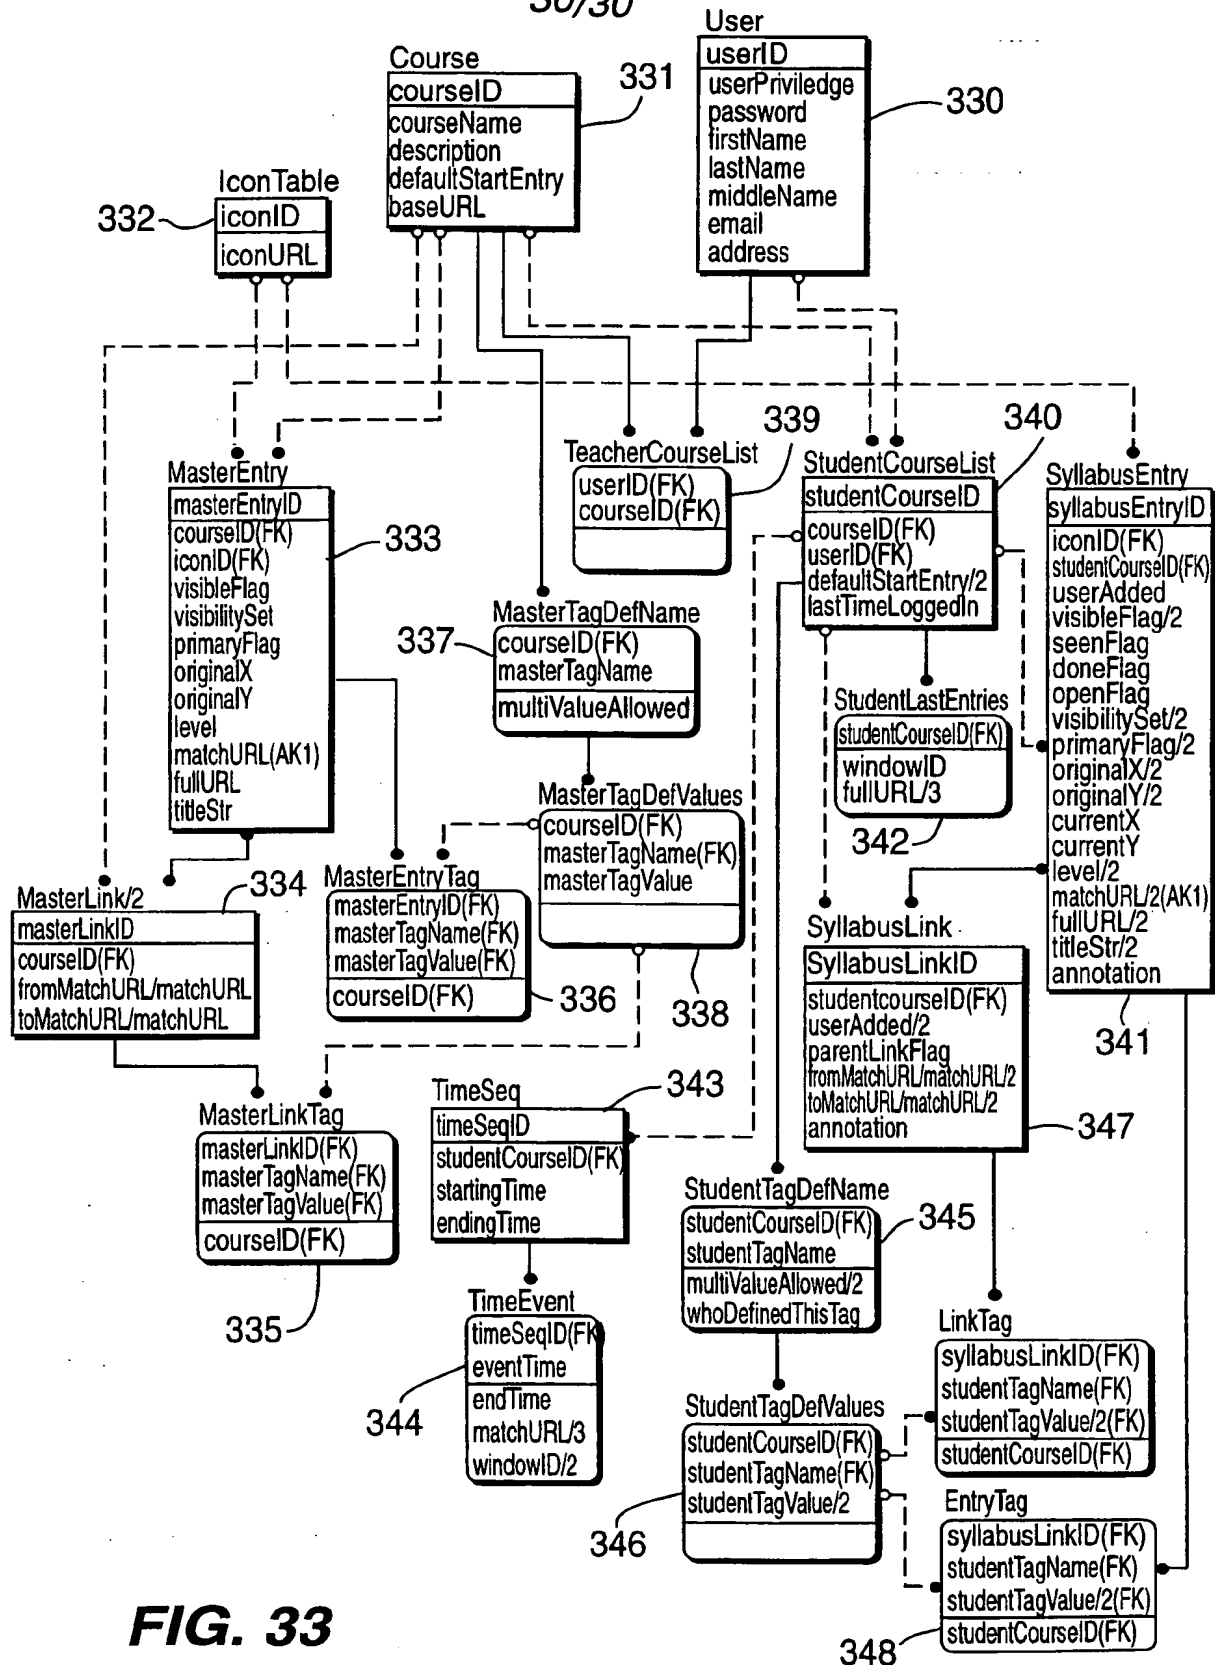 30/30
User
userID
userPriviledge
password
firstName
lastName
middleName
email
address
330
Course
courseID
courseName
description
defaultStartEntry
baseURL
331
IconTable
iconID
iconURL
332
MasterEntry
masterEntryID
courseID(FK)
iconID(FK)
visibleFlag
visibilitySet
primaryFlag
originalX
originalY
level
matchURL(AK1)
fullURL
titleStr
333
TeacherCourseList
userID(FK)
courseID(FK)
339
StudentCourseList
studentCourseID
courseID(FK)
userID(FK)
defaultStartEntry/2
lastTimeLoggedIn
340
SyllabusEntry
syllabusEntryID
iconID(FK)
studentCourseID(FK)
userAdded
visibleFlag/2
seenFlag
doneFlag
openFlag
visibilitySet/2
primaryFlag/2
originalX/2
originalY/2
currentX
currentY
level/2
matchURL/2(AK1)
fullURL/2
titleStr/2
annotation
341
MasterTagDefName
courseID(FK)
masterTagName
multiValueAllowed
337
StudentLastEntries
studentCourseID(FK)
windowID
fullURL/3
342
MasterTagDefValues
courseID(FK)
masterTagName(FK)
masterTagValue
338
MasterLink/2
masterLinkID
courseID(FK)
fromMatchURL/matchURL
toMatchURL/matchURL
334
MasterEntryTag
masterEntryID(FK)
masterTagName(FK)
masterTagValue(FK)
courseID(FK)
336
SyllabusLink
SyllabusLinkID
studentcourseID(FK)
userAdded/2
parentLinkFlag
fromMatchURL/matchURL/2
toMatchURL/matchURL/2
annotation
347
MasterLinkTag
masterLinkID(FK)
masterTagName(FK)
masterTagValue(FK)
courseID(FK)
335
TimeSeq
timeSeqID
studentCourseID(FK)
startingTime
endingTime
343
StudentTagDefName
studentCourseID(FK)
studentTagName
multiValueAllowed/2
whoDefinedThisTag
345
TimeEvent
timeSeqID(FK
eventTime
endTime
matchURL/3
windowID/2
344
LinkTag
syllabusLinkID(FK)
studentTagName(FK)
studentTagValue/2(FK)
studentCourseID(FK)
StudentTagDefValues
studentCourseID(FK)
studentTagName(FK)
studentTagValue/2
346
EntryTag
syllabusLinkID(FK)
studentTagName(FK)
studentTagValue/2(FK)
studentCourseID(FK)
348
FIG. 33